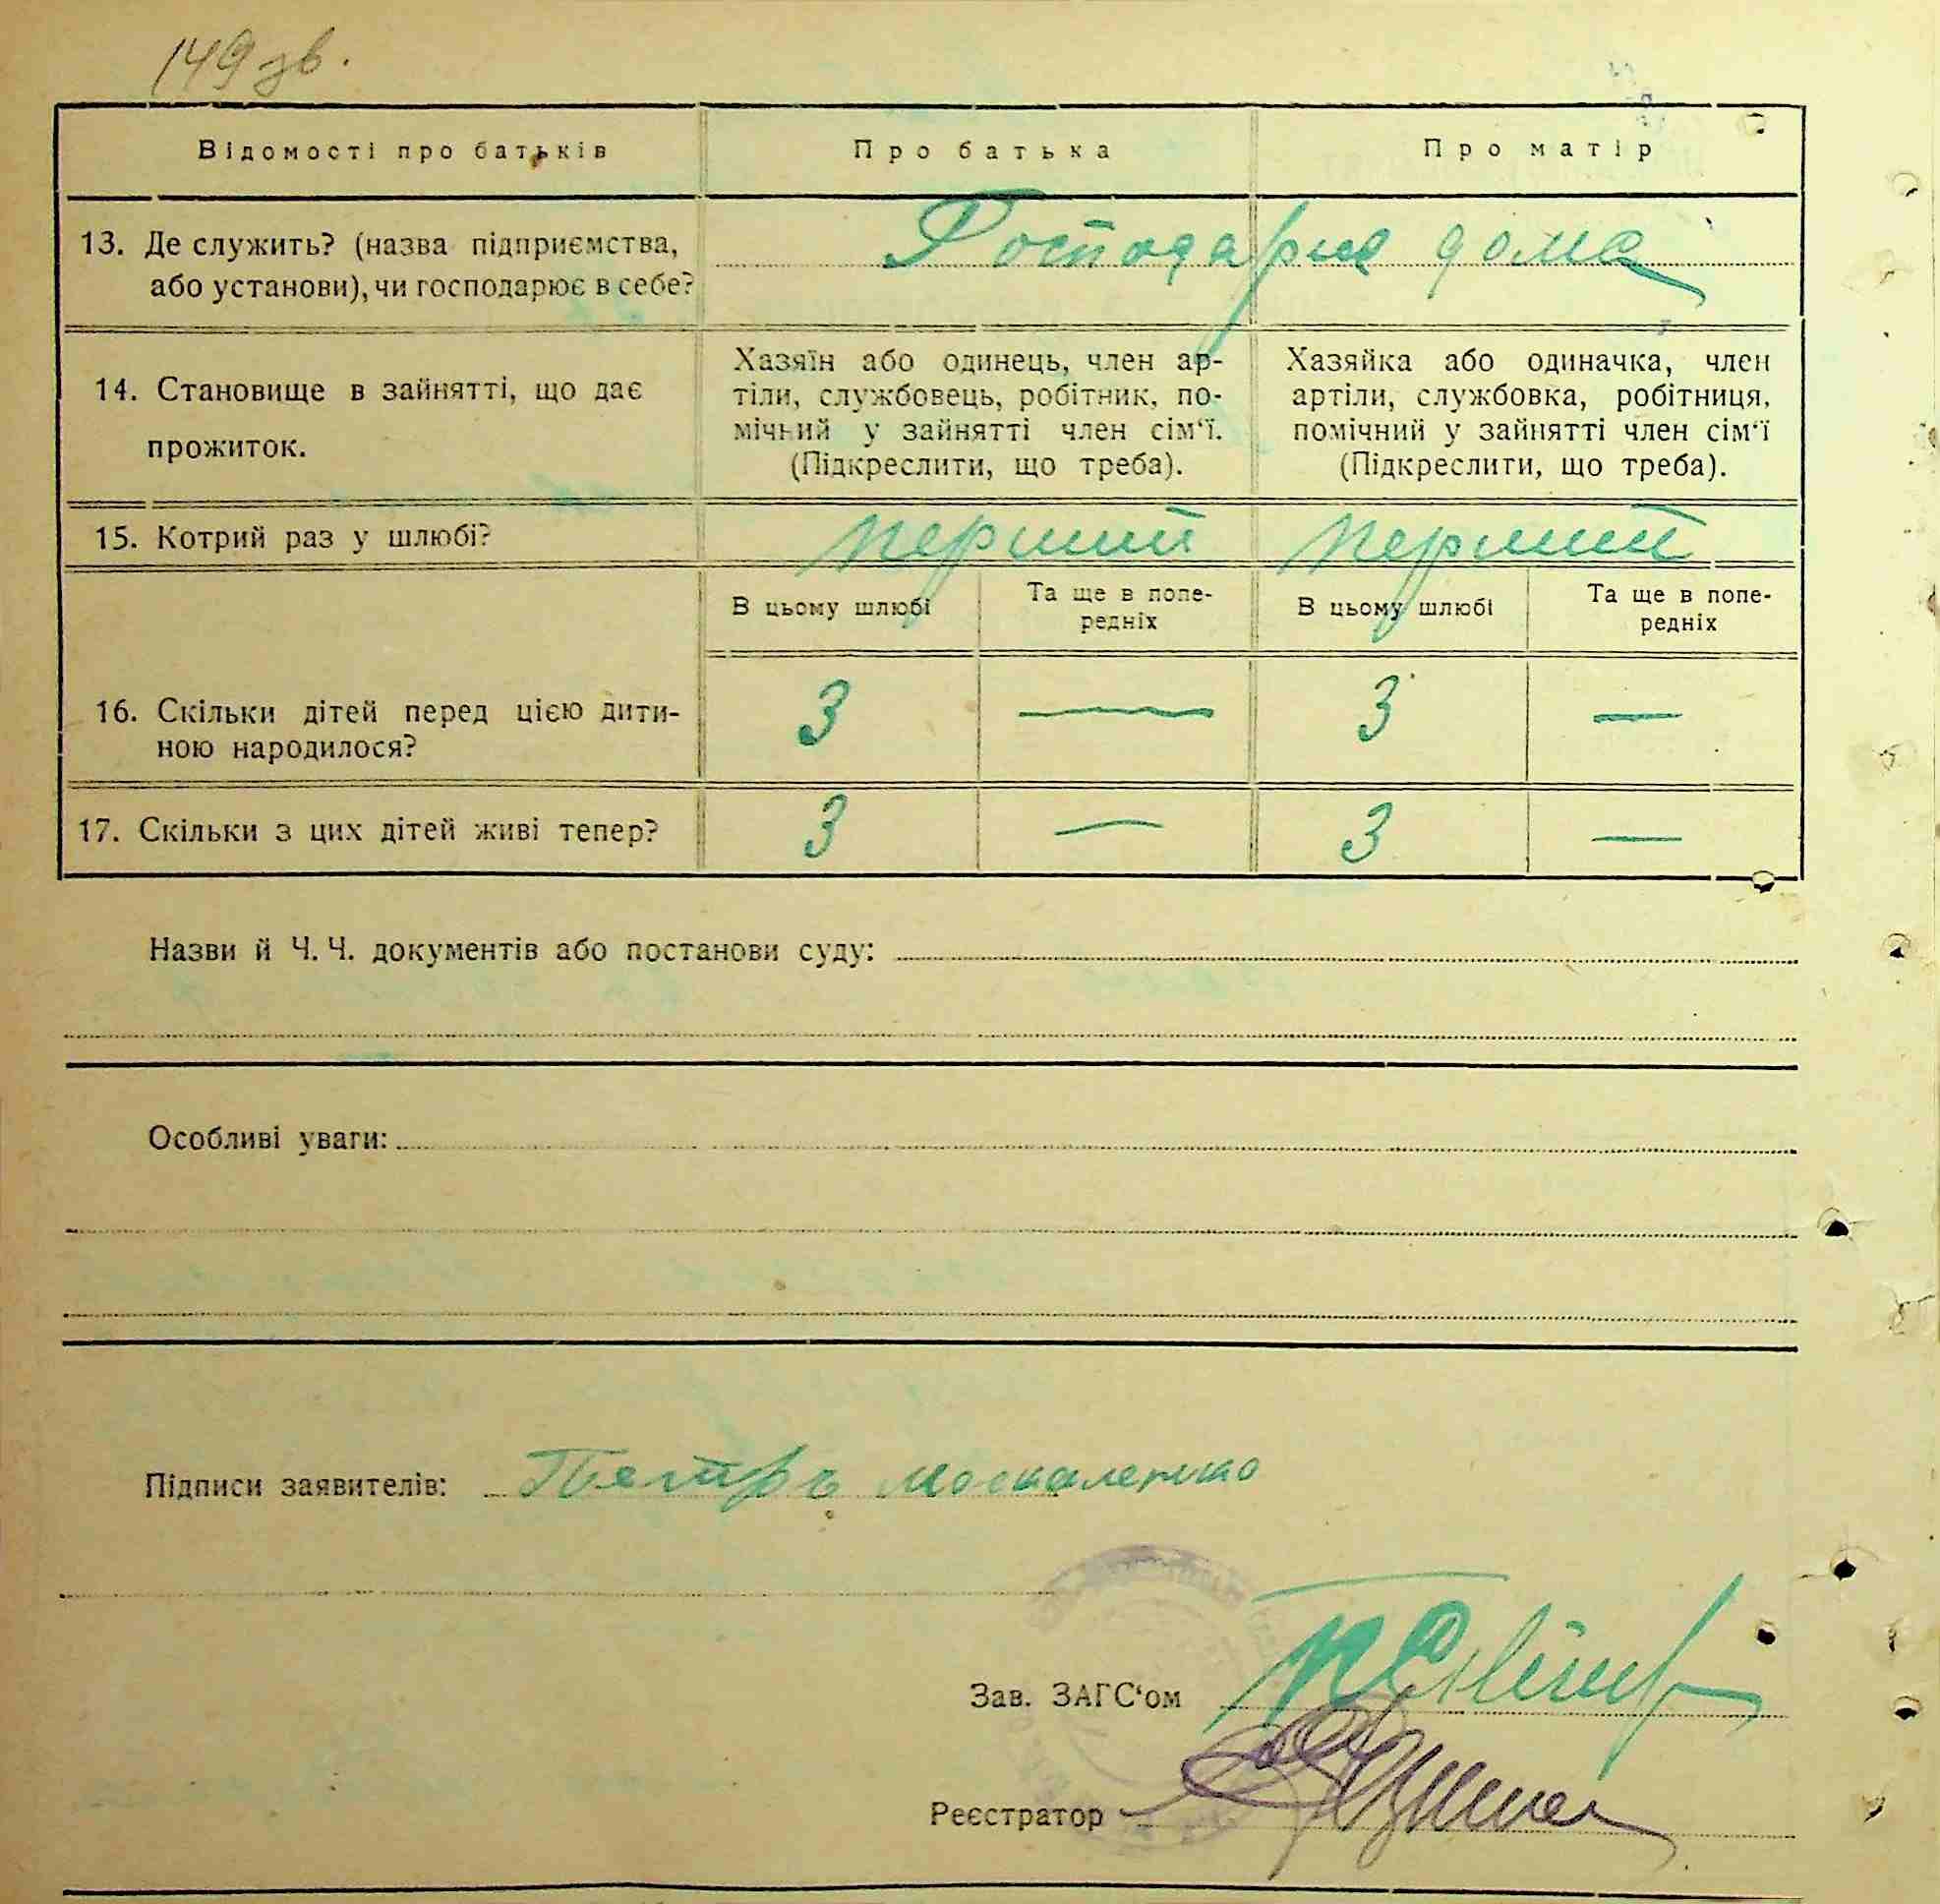 149 зв.
Відомості про батьків
Про батька
Про матір
13. Де служить? (назва підприємства,
або установи), чи господарює в себе?
Господарює дома
14. Становище в зайнятті, що дає
прожиток.
Хазяїн або одинець, член ар-
тіли, службовець, робітник, по-
мічний у зайнятті член сім‘ї.
(Підкреслити, що треба).
Хазяйка або одиначка, член
артіли, службовка, робітниця,
помічний у зайнятті член сім‘ї
(Підкреслити, що треба).
15. Котрий раз у шлюбі?
перший
перший
В цьому шлюбі
Та ще в попе-
редніх
В цьому шлюбі
Та ще в попе-
редніх
16. Скільки дітей перед цією дити-
ною народилося?
3 — 3 —
17. Скільки з цих дітей живі тепер?
3 — 3 —
Назви й Ч. Ч. документів або постанови суду:
Особливі уваги:
Підписи заявителів: Петръ Москаленко
Зав. ЗАГС‘ом
Реєстратор